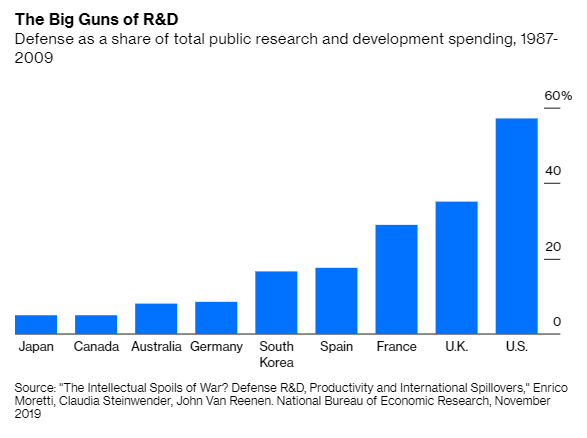 The Big Guns of R&D
Defense as a share of total public research and development spending, 1987-
2009
60%
40
20
0
Japan Canada Australia Germany South Korea Spain France U.K. U.S.
Source: "The Intellectual Spoils of War? Defense R&D, Productivity and International Spillovers," Enrico
Moretti, Claudia Steinwender, John Van Reenen. National Bureau of Economic Research, November
2019